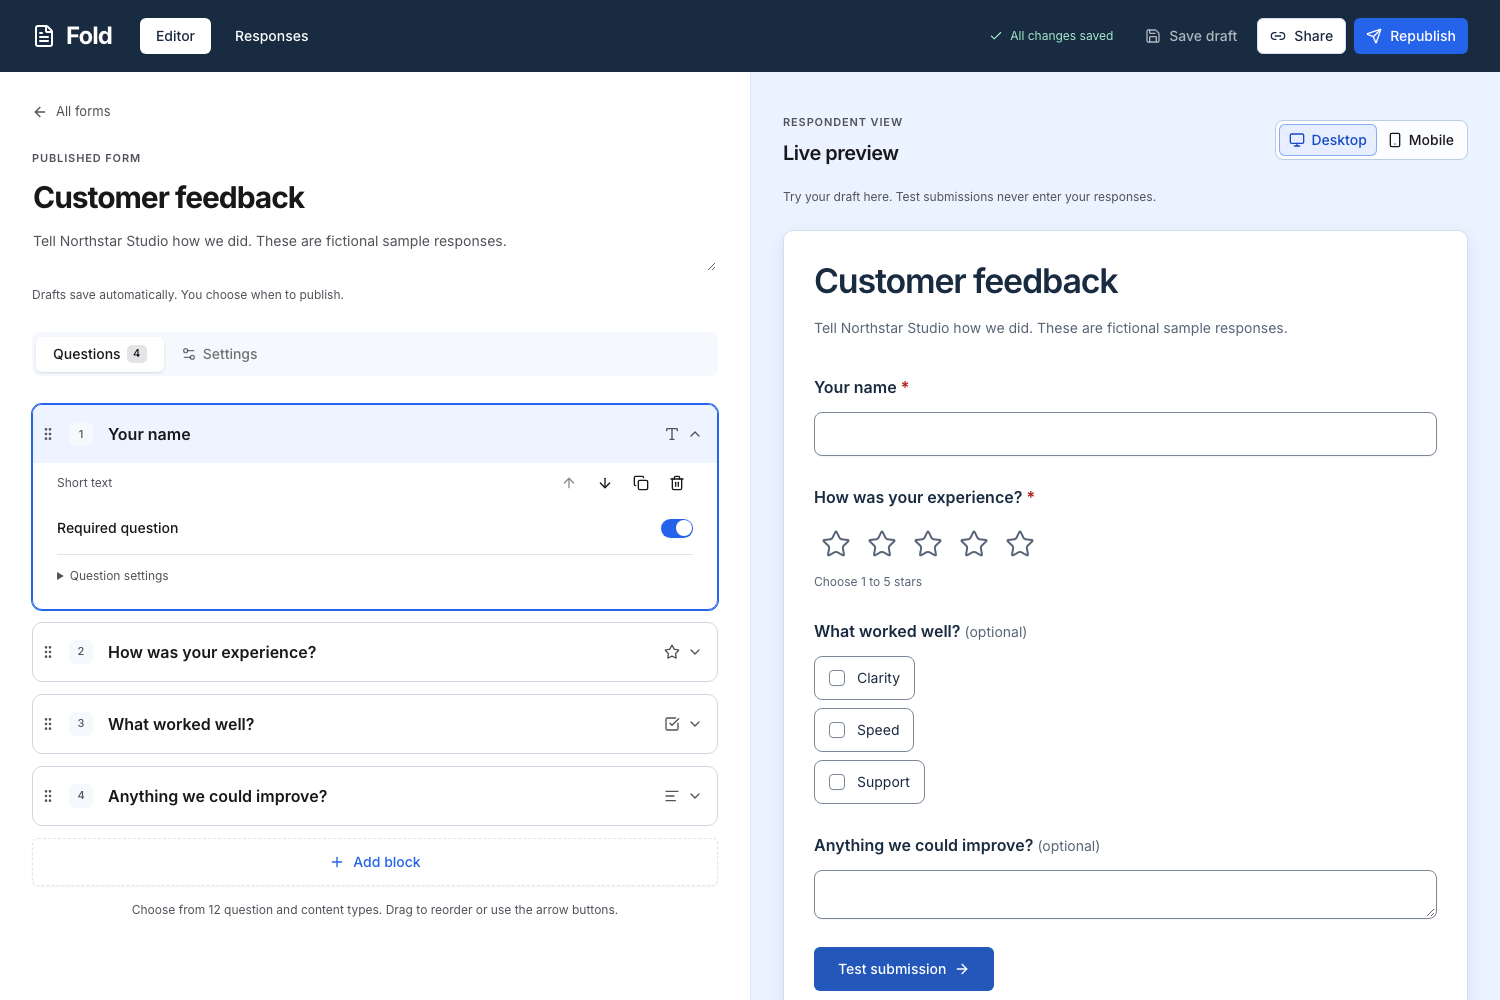 Fold
Editor
Responses
All changes saved
Save draft
Share
Republish
All forms
PUBLISHED FORM
Customer feedback
Tell Northstar Studio how we did. These are fictional sample responses.
Drafts save automatically. You choose when to publish.
Questions 4
Settings
1 Your name
Short text
Required question
Question settings
2 How was your experience?
3 What worked well?
4 Anything we could improve?
Add block
Choose from 12 question and content types. Drag to reorder or use the arrow buttons.
RESPONDENT VIEW
Live preview
Desktop
Mobile
Try your draft here. Test submissions never enter your responses.
Customer feedback
Tell Northstar Studio how we did. These are fictional sample responses.
Your name *
How was your experience? *
Choose 1 to 5 stars
What worked well? (optional)
Clarity
Speed
Support
Anything we could improve? (optional)
Test submission